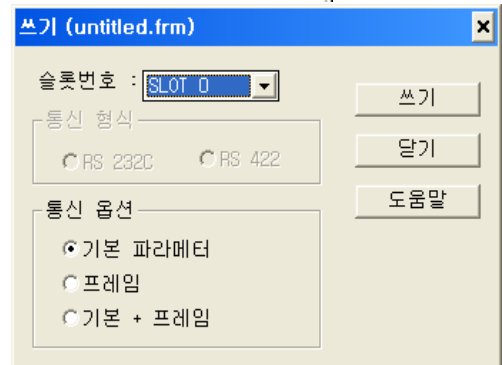 쓰기 (untitled.frm)
슬롯번호 : SLOT 0
쓰기
통신 형식
RS 232C RS 422
닫기
도움말
통신 옵션
기본 파라메터
프레임
기본 + 프레임